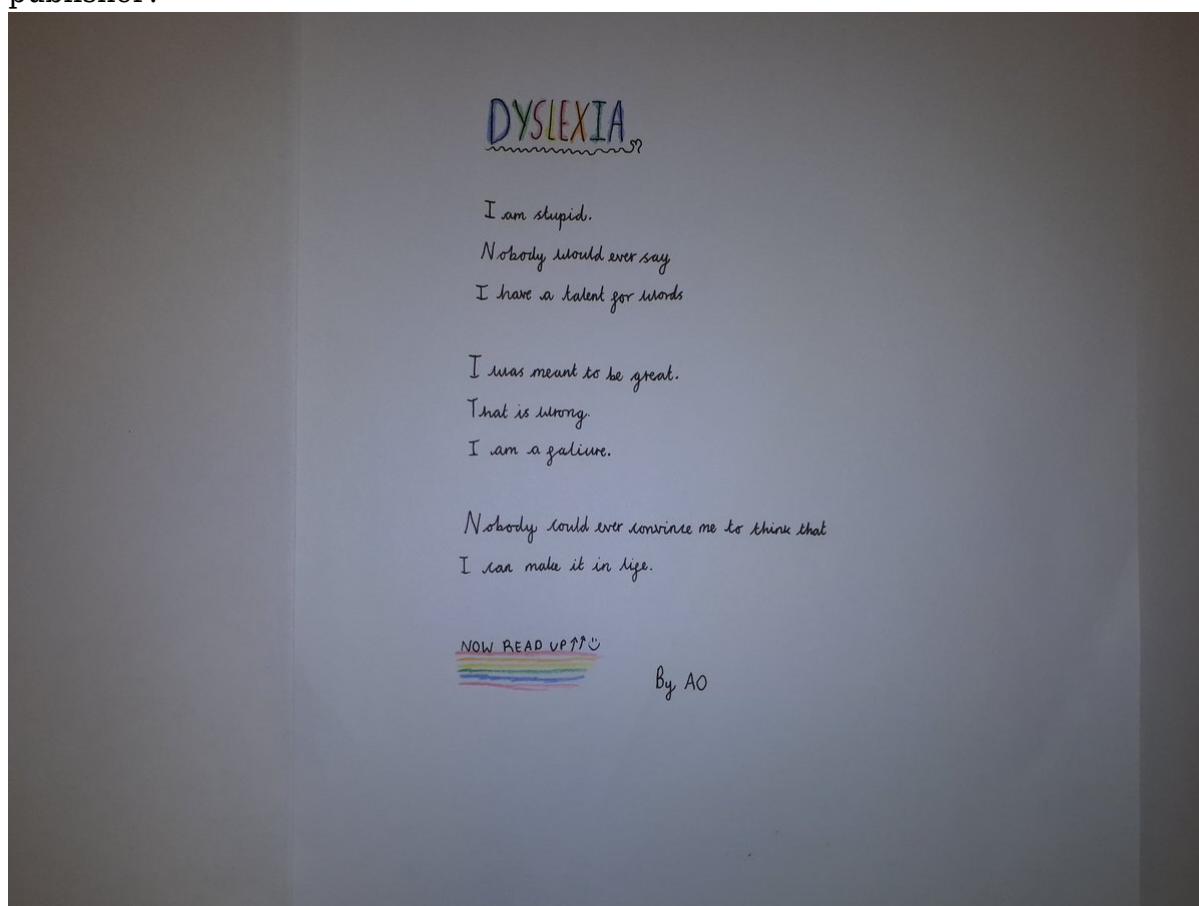 DYSLEXIA
I am stupid.
Nobody would ever say
I have a talent for words
I was meant to be great.
That is wrong.
I am a faliure.
Nobody could ever convince me to think that
I can make it in life.
NOW READ UP ↑↑ :)
By AO